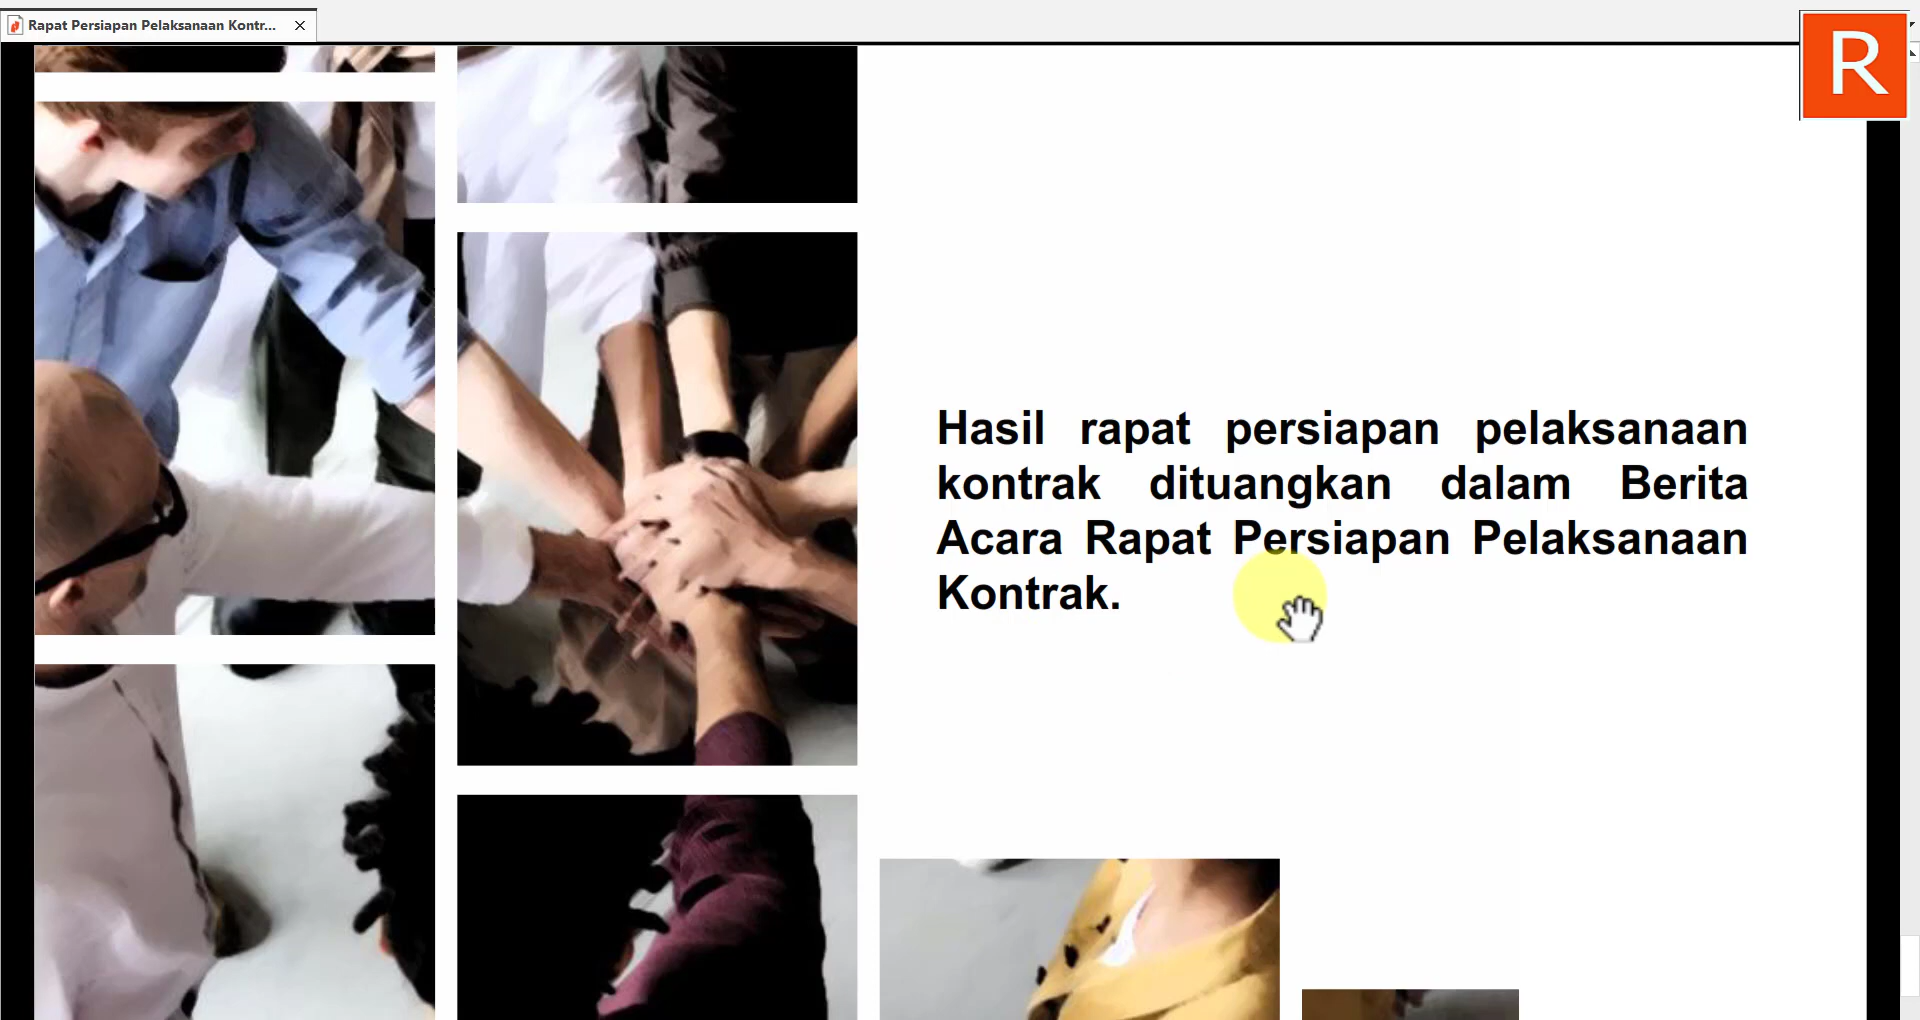 Rapat Persiapan Pelaksanaan Kontr...
R
Hasil rapat persiapan pelaksanaan
kontrak dituangkan dalam Berita
Acara Rapat Persiapan Pelaksanaan
Kontrak.